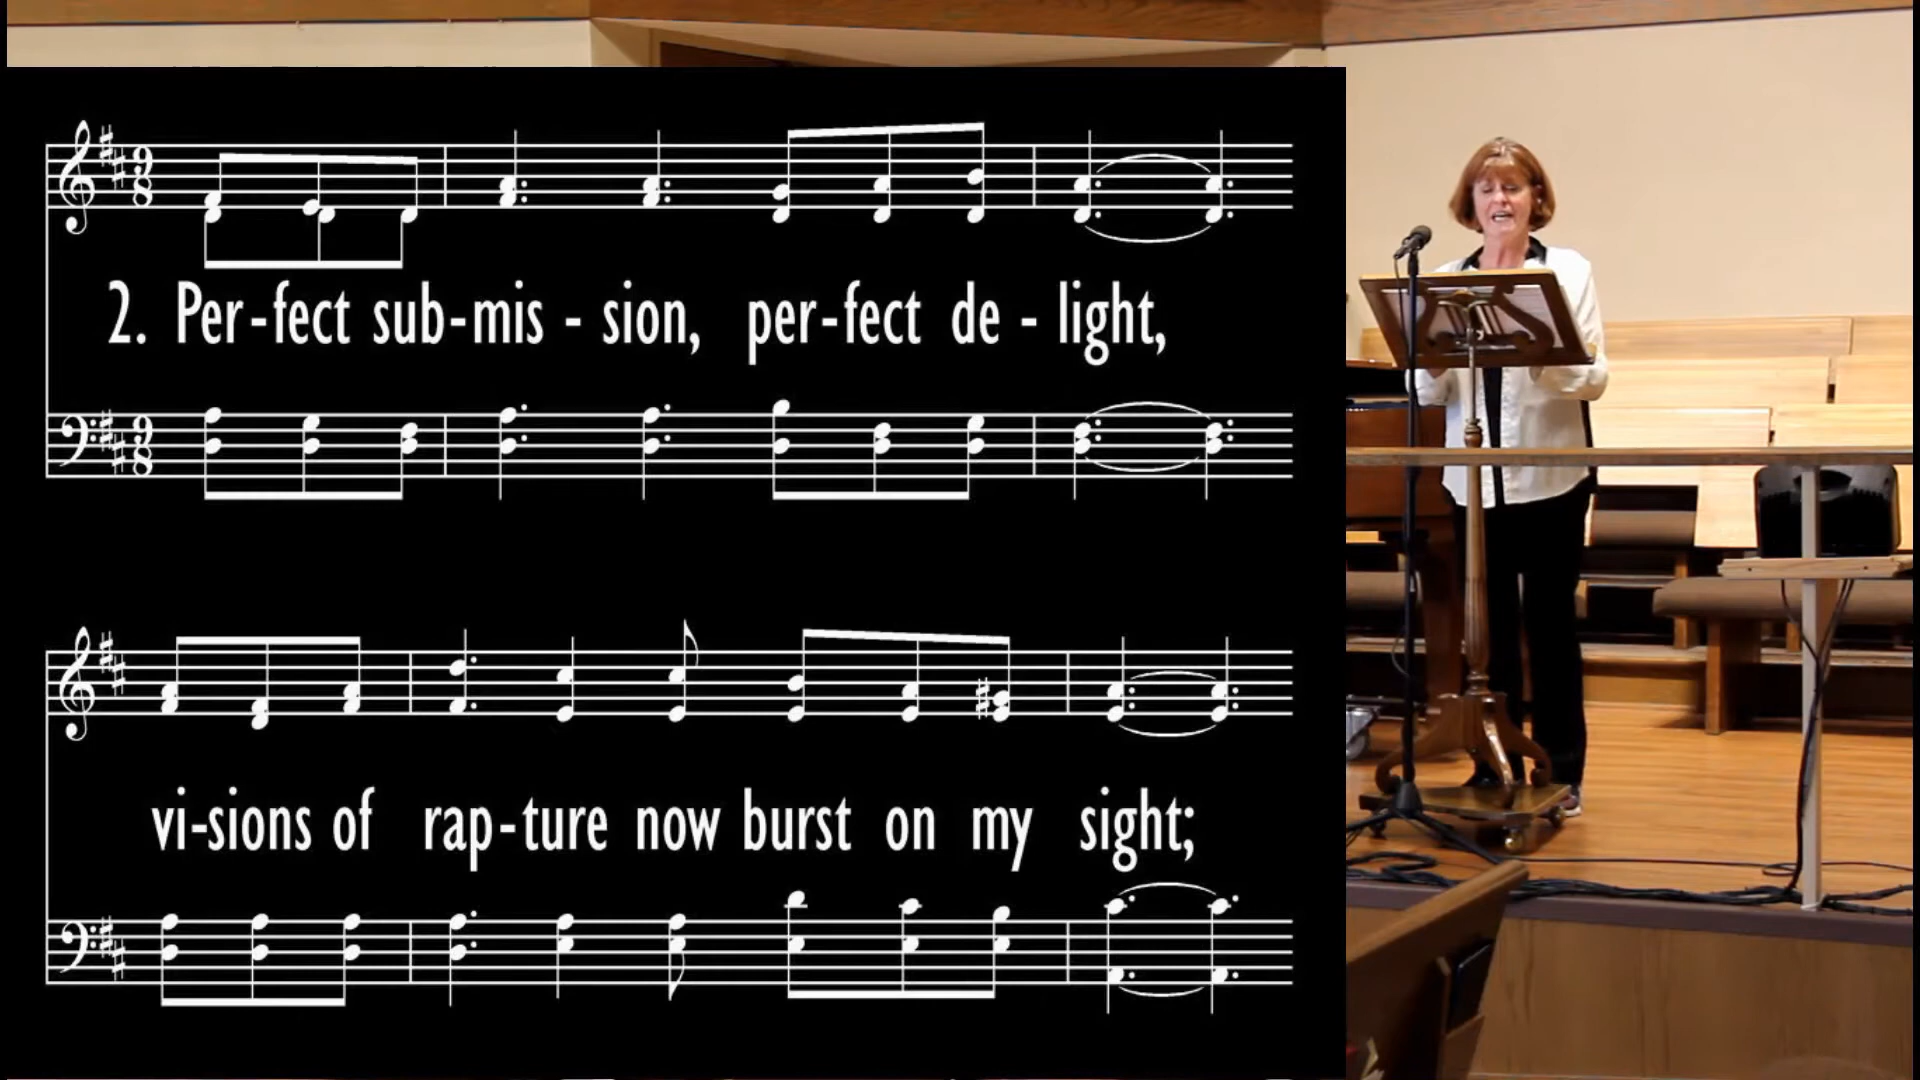 2. Per-fect sub-mis - sion, per-fect de - light,
vi-sions of rap-ture now burst on my sight;